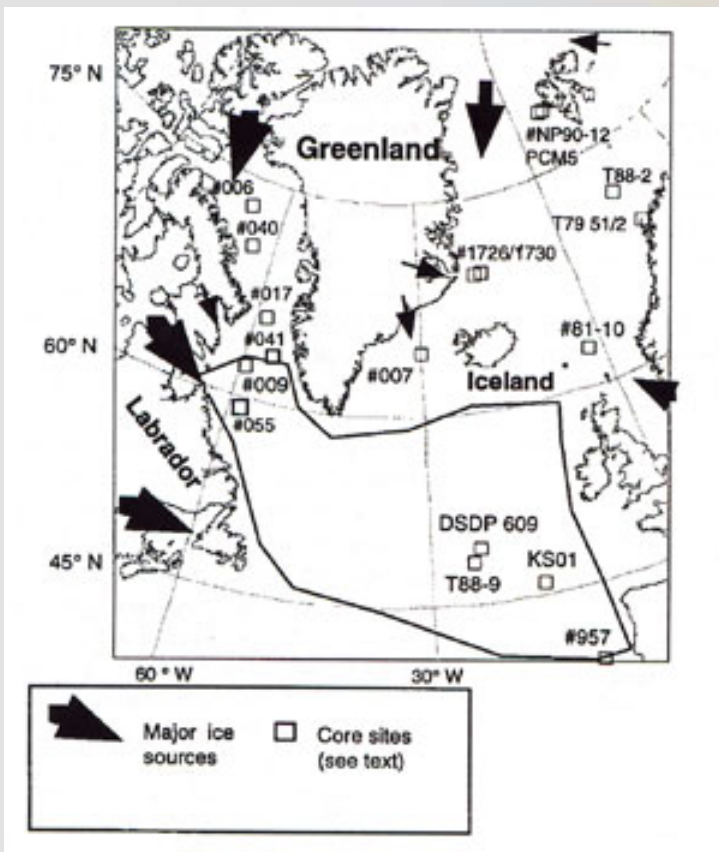 75° N
Greenland
#NP90-12
PCM5
#006
T88-2
#040
T79 51/2
#1726/1730
#017
#81-10
60° N
#041
#009
#007
Iceland
#055
Labrador
DSDP 609
45° N
T88-9
KS01
#957
60 ° W
30° W
Major ice
sources
Core sites
(see text)